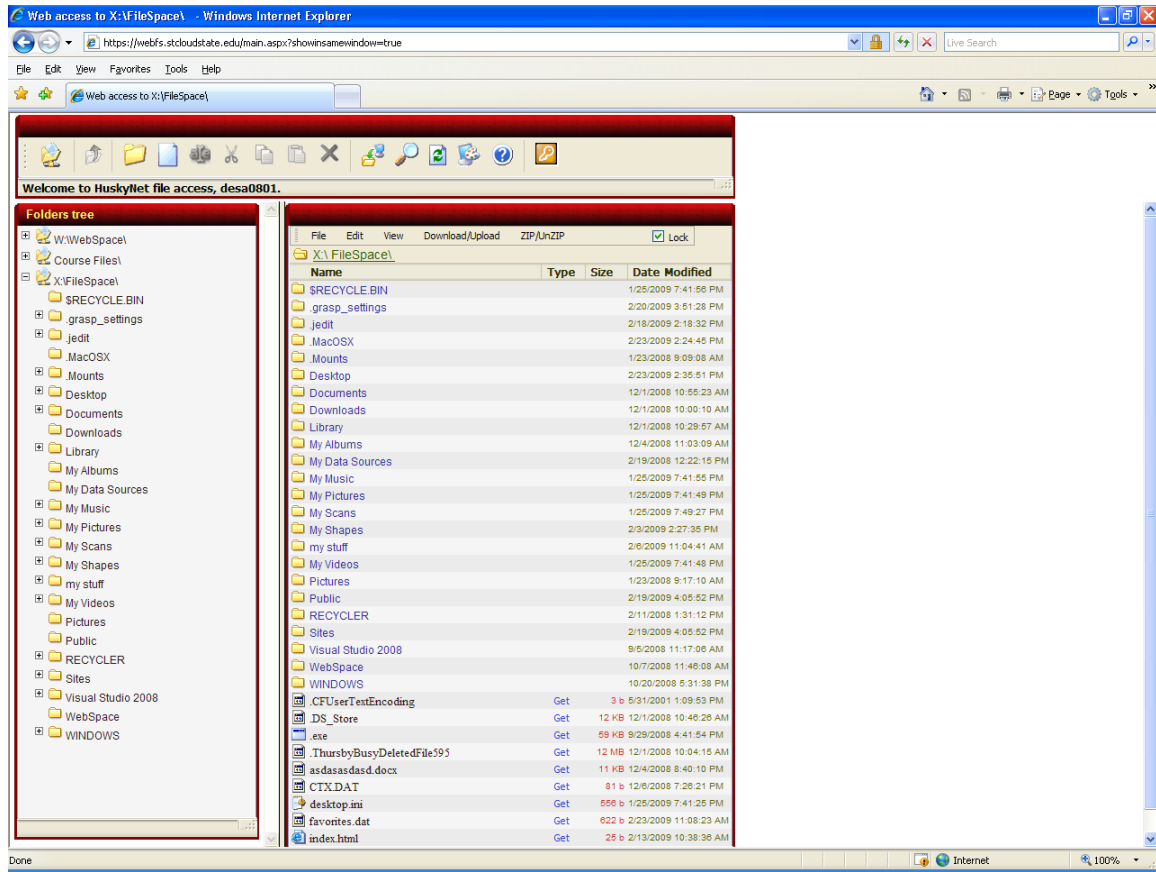 Web access to X:\FileSpace\ - Windows Internet Explorer
https://webfs.stcloudstate.edu/main.aspx?showinsamewindow=true
Live Search
File Edit View Favorites Tools Help
Web access to X:\FileSpace\
Page Tools »
Welcome to HuskyNet file access, desa0801.
Folders tree
W:\WebSpace\
Course Files\
X:\FileSpace\
$RECYCLE.BIN
.grasp_settings
.jedit
.MacOSX
.Mounts
Desktop
Documents
Downloads
Library
My Albums
My Data Sources
My Music
My Pictures
My Scans
My Shapes
my stuff
My Videos
Pictures
Public
RECYCLER
Sites
Visual Studio 2008
WebSpace
WINDOWS
File Edit View Download/Upload ZIP/UnZIP Lock
X:\ FileSpace\
Name Type Size Date Modified
$RECYCLE.BIN 1/25/2009 7:41:56 PM
.grasp_settings 2/20/2009 3:51:28 PM
.jedit 2/18/2009 2:18:32 PM
.MacOSX 2/23/2009 2:24:45 PM
.Mounts 1/23/2008 9:09:08 AM
Desktop 2/23/2009 2:35:51 PM
Documents 12/1/2008 10:55:23 AM
Downloads 12/1/2008 10:00:10 AM
Library 12/1/2008 10:29:57 AM
My Albums 12/4/2008 11:03:09 AM
My Data Sources 2/19/2009 12:22:15 PM
My Music 1/25/2009 7:41:55 PM
My Pictures 1/25/2009 7:41:49 PM
My Scans 1/25/2009 7:49:27 PM
My Shapes 2/3/2009 2:27:35 PM
my stuff 2/6/2009 11:04:41 AM
My Videos 1/25/2009 7:41:48 PM
Pictures 1/23/2008 9:17:10 AM
Public 2/19/2009 4:05:52 PM
RECYCLER 2/11/2008 1:31:12 PM
Sites 2/19/2009 4:05:52 PM
Visual Studio 2008 9/5/2008 11:17:06 AM
WebSpace 10/7/2008 11:46:08 AM
WINDOWS 10/20/2008 5:31:38 PM
.CFUserTextEncoding Get 3 b 5/31/2001 1:09:53 PM
.DS_Store Get 12 KB 12/1/2008 10:46:26 AM
.exe Get 59 KB 9/29/2008 4:41:54 PM
.ThursbyBusyDeletedFile595 Get 12 MB 12/1/2008 10:04:15 AM
asdasasdasd.docx Get 11 KB 12/4/2008 8:40:10 PM
CTX.DAT Get 81 b 12/6/2008 7:26:21 PM
desktop.ini Get 556 b 1/25/2009 7:41:25 PM
favorites.dat Get 622 b 2/23/2009 11:08:23 AM
index.html Get 25 b 2/13/2009 10:38:36 AM
Done Internet 100%